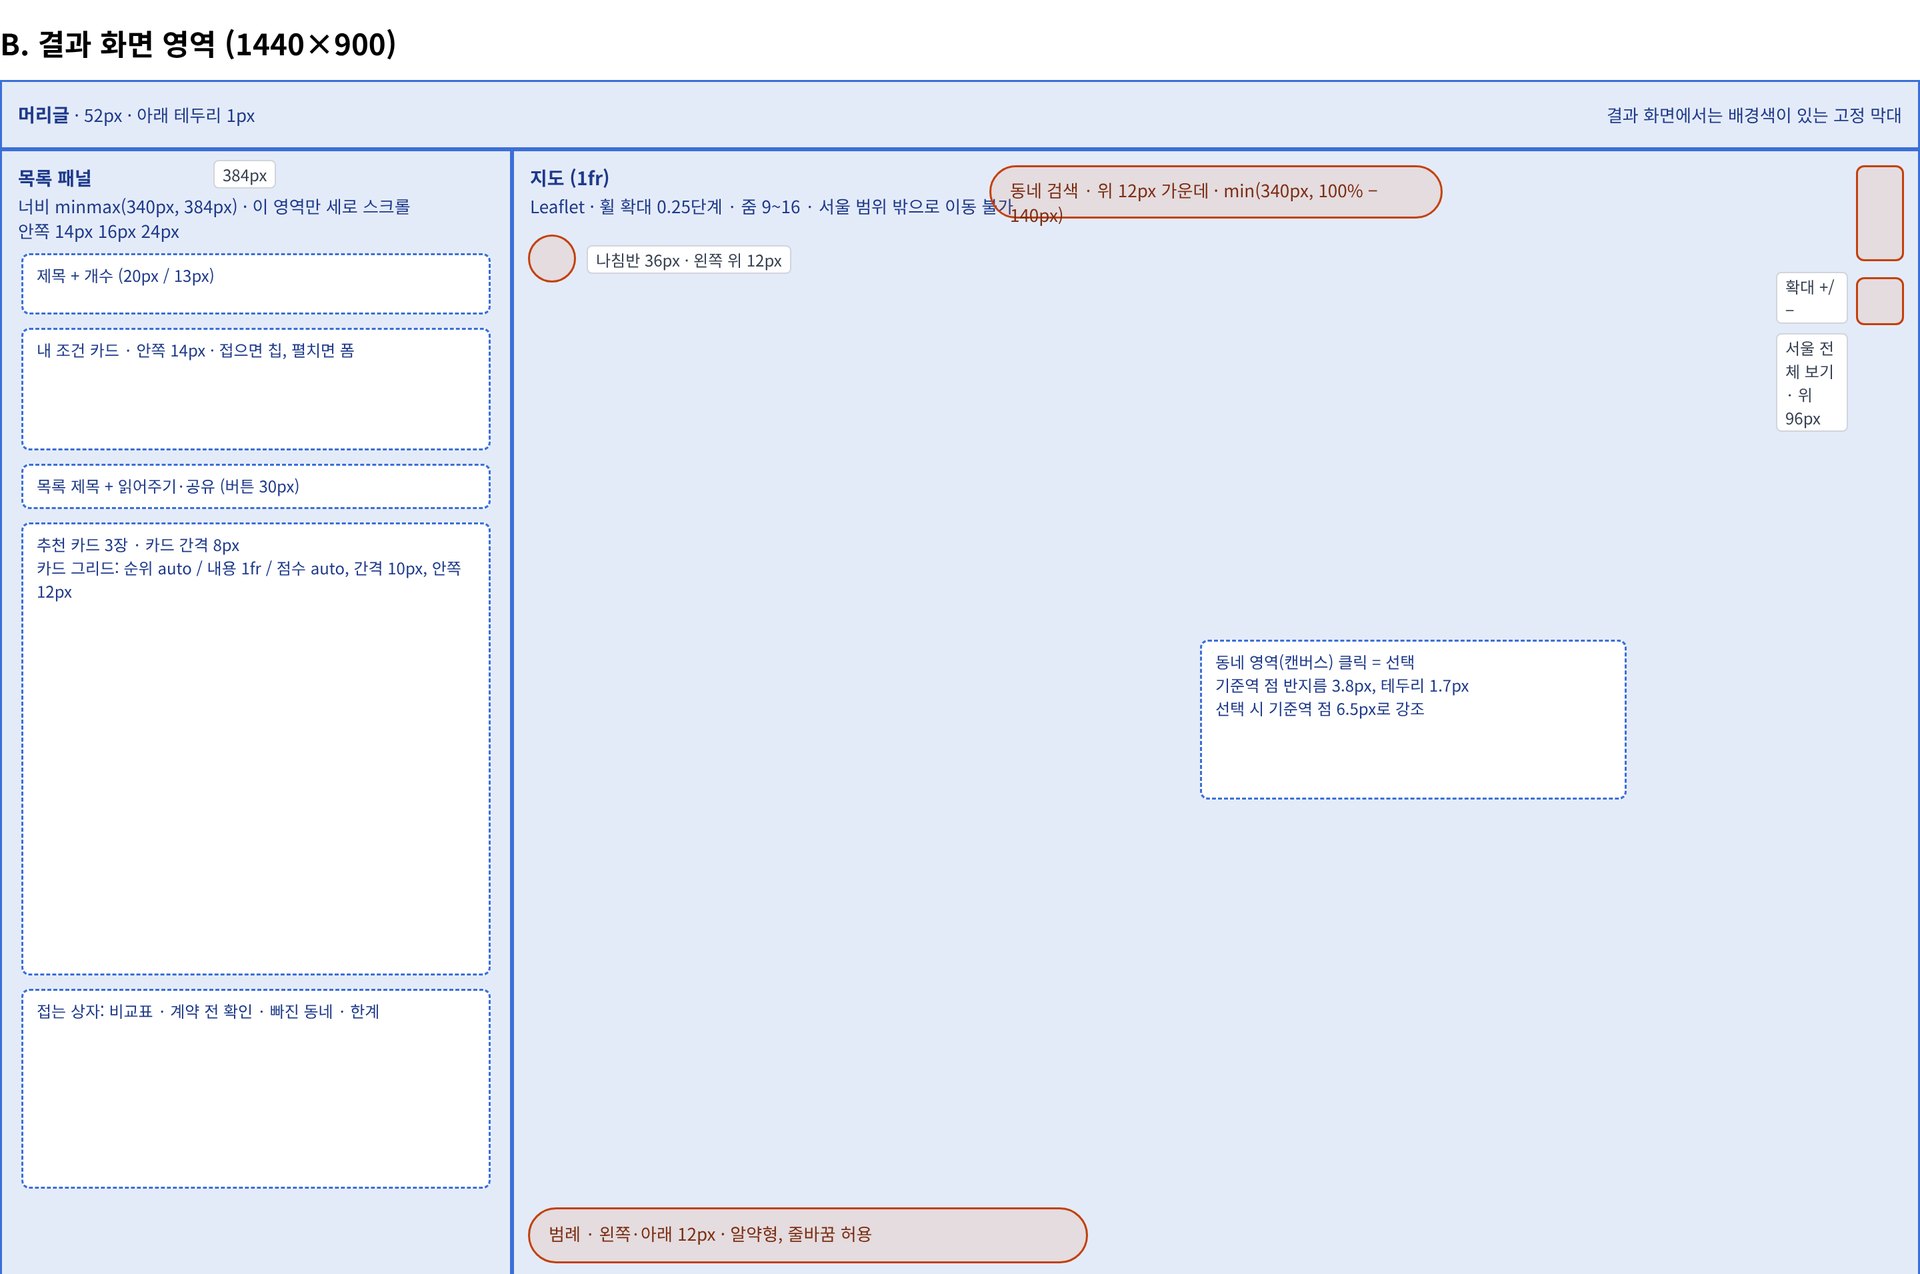 B. 결과 화면 영역 (1440×900)
머리글 · 52px · 아래 테두리 1px
결과 화면에서는 배경색이 있는 고정 막대
목록 패널
384px
너비 minmax(340px, 384px) · 이 영역만 세로 스크롤
안쪽 14px 16px 24px
제목 + 개수 (20px / 13px)
내 조건 카드 · 안쪽 14px · 접으면 칩, 펼치면 폼
목록 제목 + 읽어주기·공유 (버튼 30px)
추천 카드 3장 · 카드 간격 8px
카드 그리드: 순위 auto / 내용 1fr / 점수 auto, 간격 10px, 안쪽
12px
접는 상자: 비교표 · 계약 전 확인 · 빠진 동네 · 한계
지도 (1fr)
Leaflet · 휠 확대 0.25단계 · 줌 9~16 · 서울 범위 밖으로 이동 불가
동네 검색 · 위 12px 가운데 · min(340px, 100% −
140px)
나침반 36px · 왼쪽 위 12px
확대 +/
−
서울 전
체 보기
· 위
96px
동네 영역(캔버스) 클릭 = 선택
기준역 점 반지름 3.8px, 테두리 1.7px
선택 시 기준역 점 6.5px로 강조
범례 · 왼쪽·아래 12px · 알약형, 줄바꿈 허용